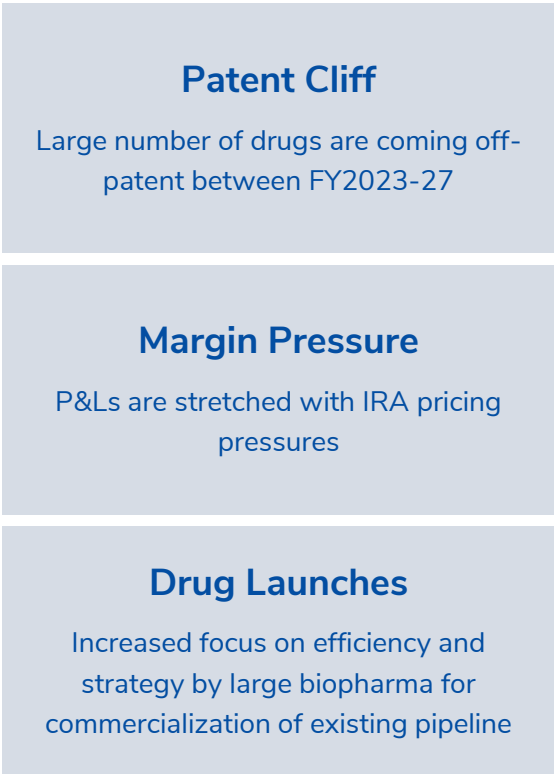 Patent Cliff
Large number of drugs are coming off-
patent between FY2023-27
Margin Pressure
P&Ls are stretched with IRA pricing
pressures
Drug Launches
Increased focus on efficiency and
strategy by large biopharma for
commercialization of existing pipeline